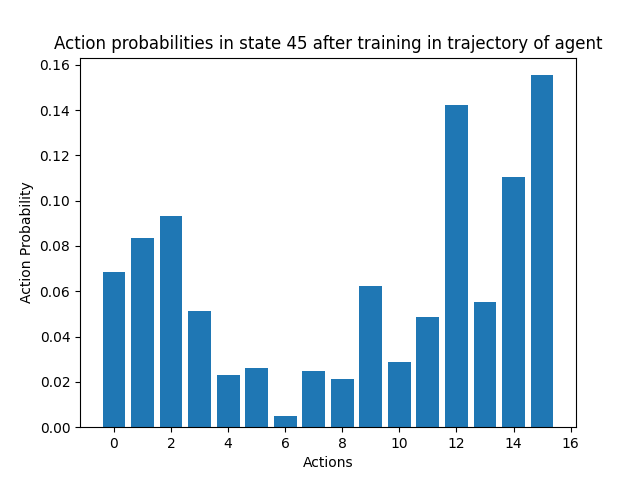 Action probabilities in state 45 after training in trajectory of agent
0.16
0.14
0.12
0.10
0.08
0.06
0.04
0.02
0.00
Action Probability
0 2 4 6 8 10 12 14 16
Actions